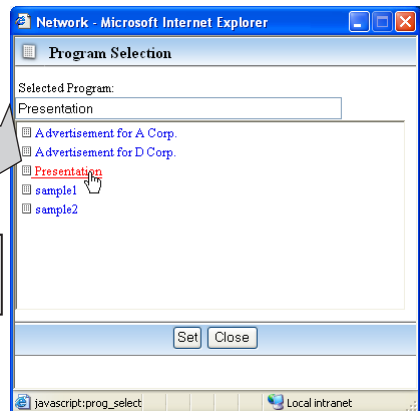 Network - Microsoft Internet Explorer
Program Selection
Selected Program:
Presentation
Advertisement for A Corp.
Advertisement for D Corp.
Presentation
sample1
sample2
Set Close
javascript:prog_select Local intranet